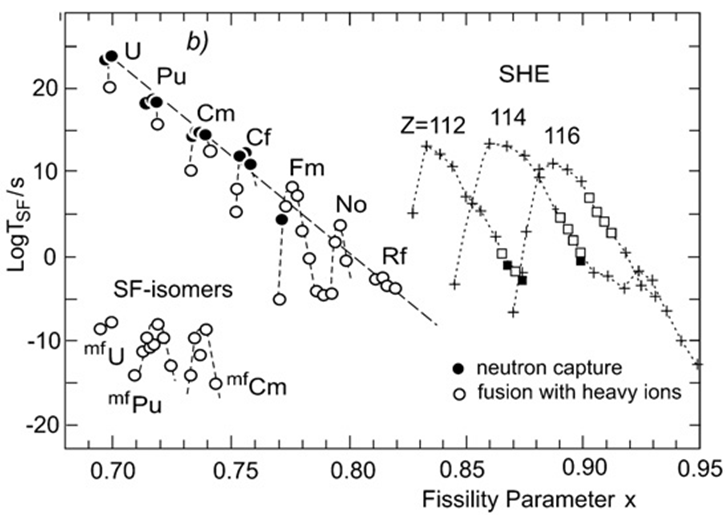 b)
U
Pu
SHE
Cm
Z=112
114
116
Cf
Fm
No
Rf
SF-isomers
mfU
mfPu
mfCm
neutron capture
fusion with heavy ions
LogTSF/s
20
10
0
-10
-20
0.70
0.75
0.80
0.85
0.90
0.95
Fissility Parameter x